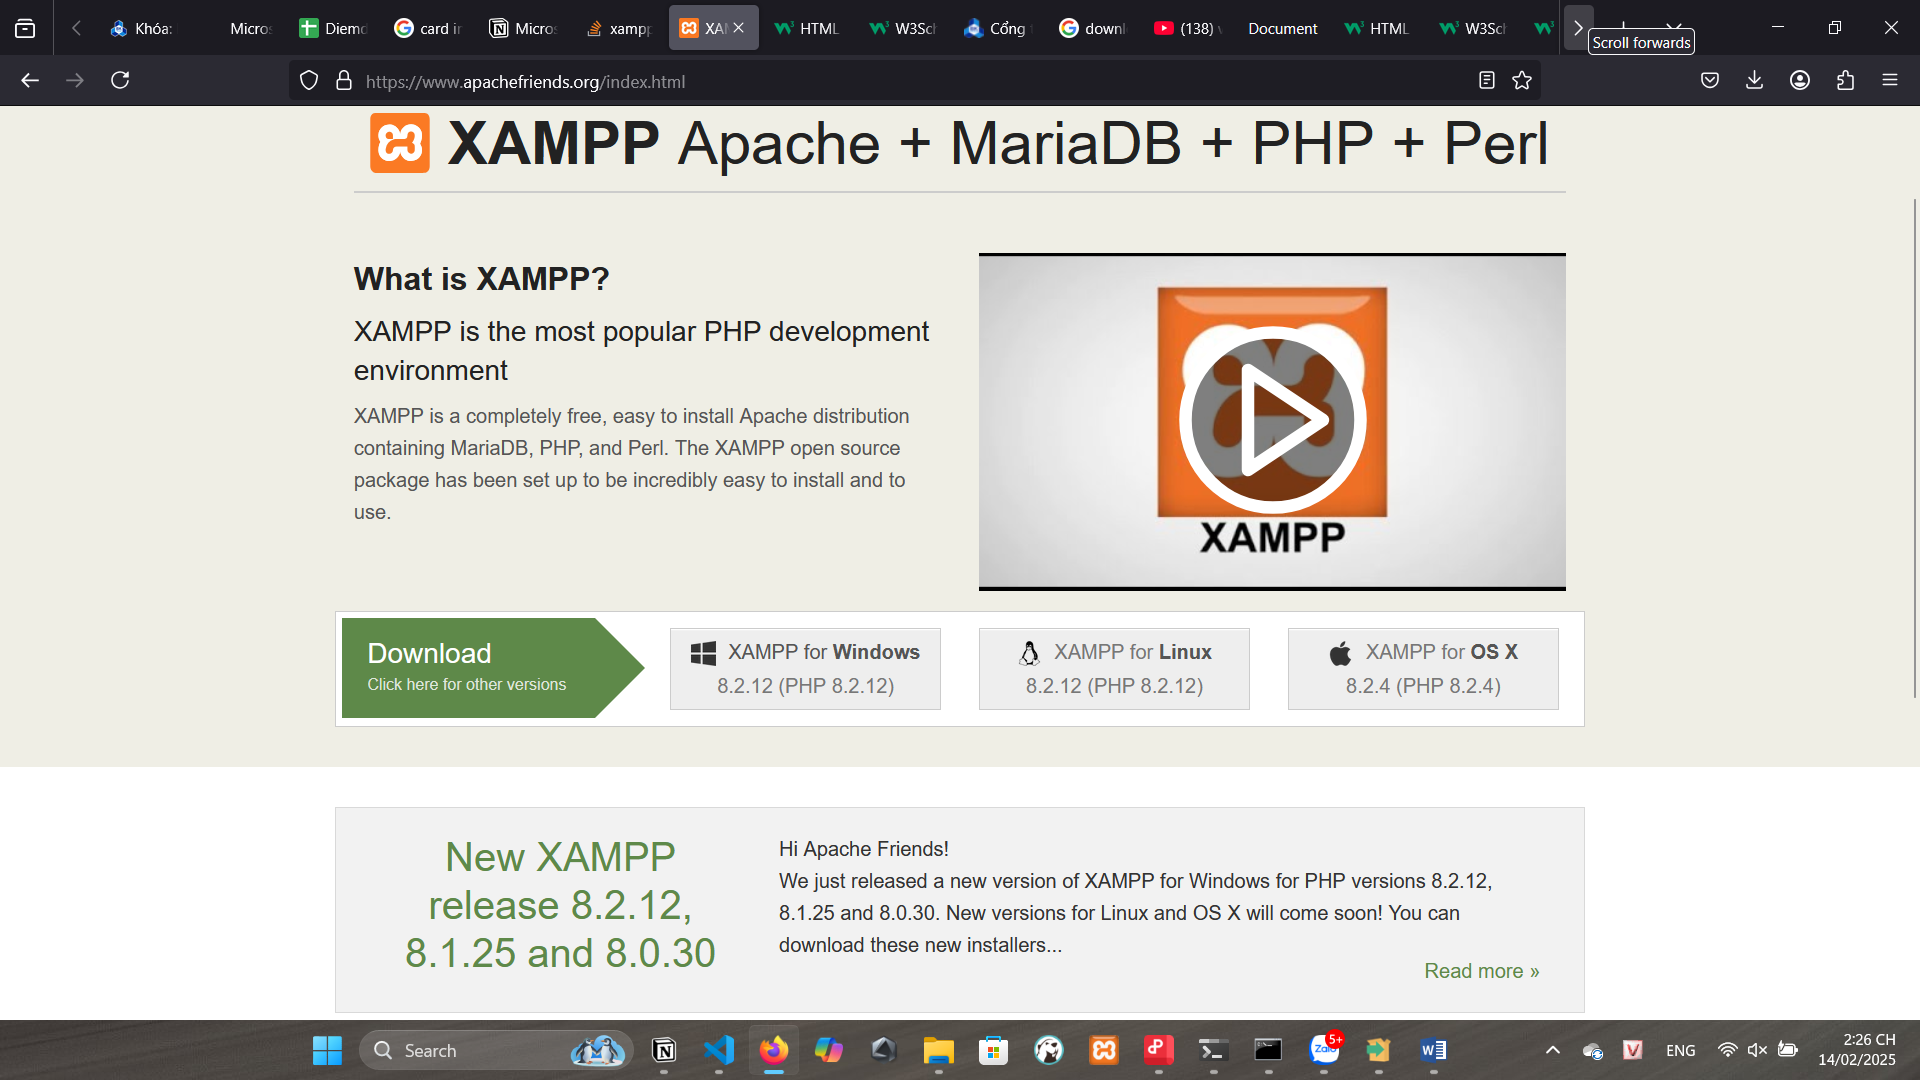 Khóa:
Micros
Diemd
card in
Micros
xampp
XAM
HTML
W3Sch
Cổng t
downl
(138) v
Document
HTML
W3Sch
Scroll forwards
https://www.apachefriends.org/index.html
XAMPP Apache + MariaDB + PHP + Perl
What is XAMPP?
XAMPP is the most popular PHP development
environment
XAMPP is a completely free, easy to install Apache distribution
containing MariaDB, PHP, and Perl. The XAMPP open source
package has been set up to be incredibly easy to install and to
use.
XAMPP
Download
Click here for other versions
XAMPP for Windows
8.2.12 (PHP 8.2.12)
XAMPP for Linux
8.2.12 (PHP 8.2.12)
XAMPP for OS X
8.2.4 (PHP 8.2.4)
New XAMPP
release 8.2.12,
8.1.25 and 8.0.30
Hi Apache Friends!
We just released a new version of XAMPP for Windows for PHP versions 8.2.12,
8.1.25 and 8.0.30. New versions for Linux and OS X will come soon! You can
download these new installers...
Read more »
Search
Zalo
5+
ENG
2:26 CH
14/02/2025